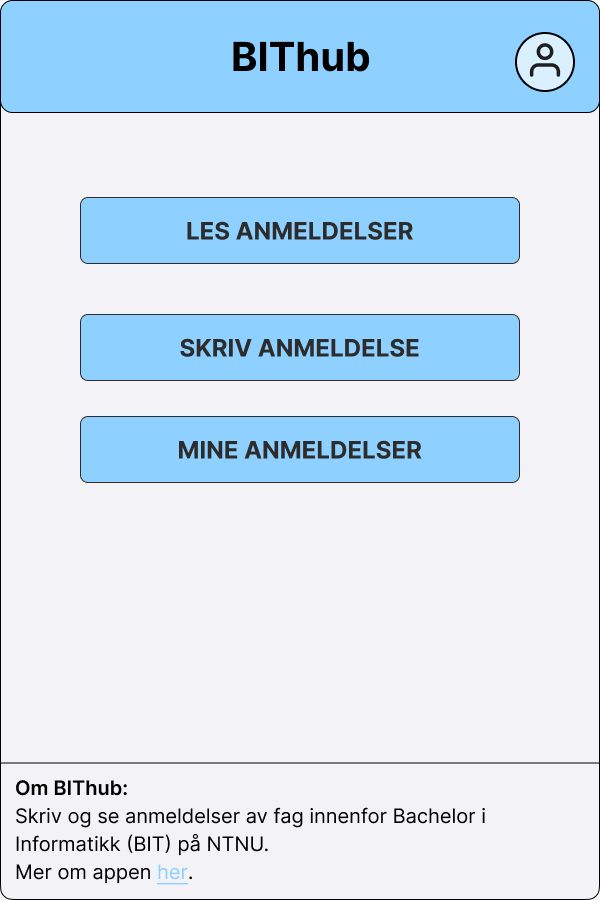 BIThub
LES ANMELDELSER
SKRIV ANMELDELSE
MINE ANMELDELSER
Om BIThub:
Skriv og se anmeldelser av fag innenfor Bachelor i
Informatikk (BIT) på NTNU.
Mer om appen her.